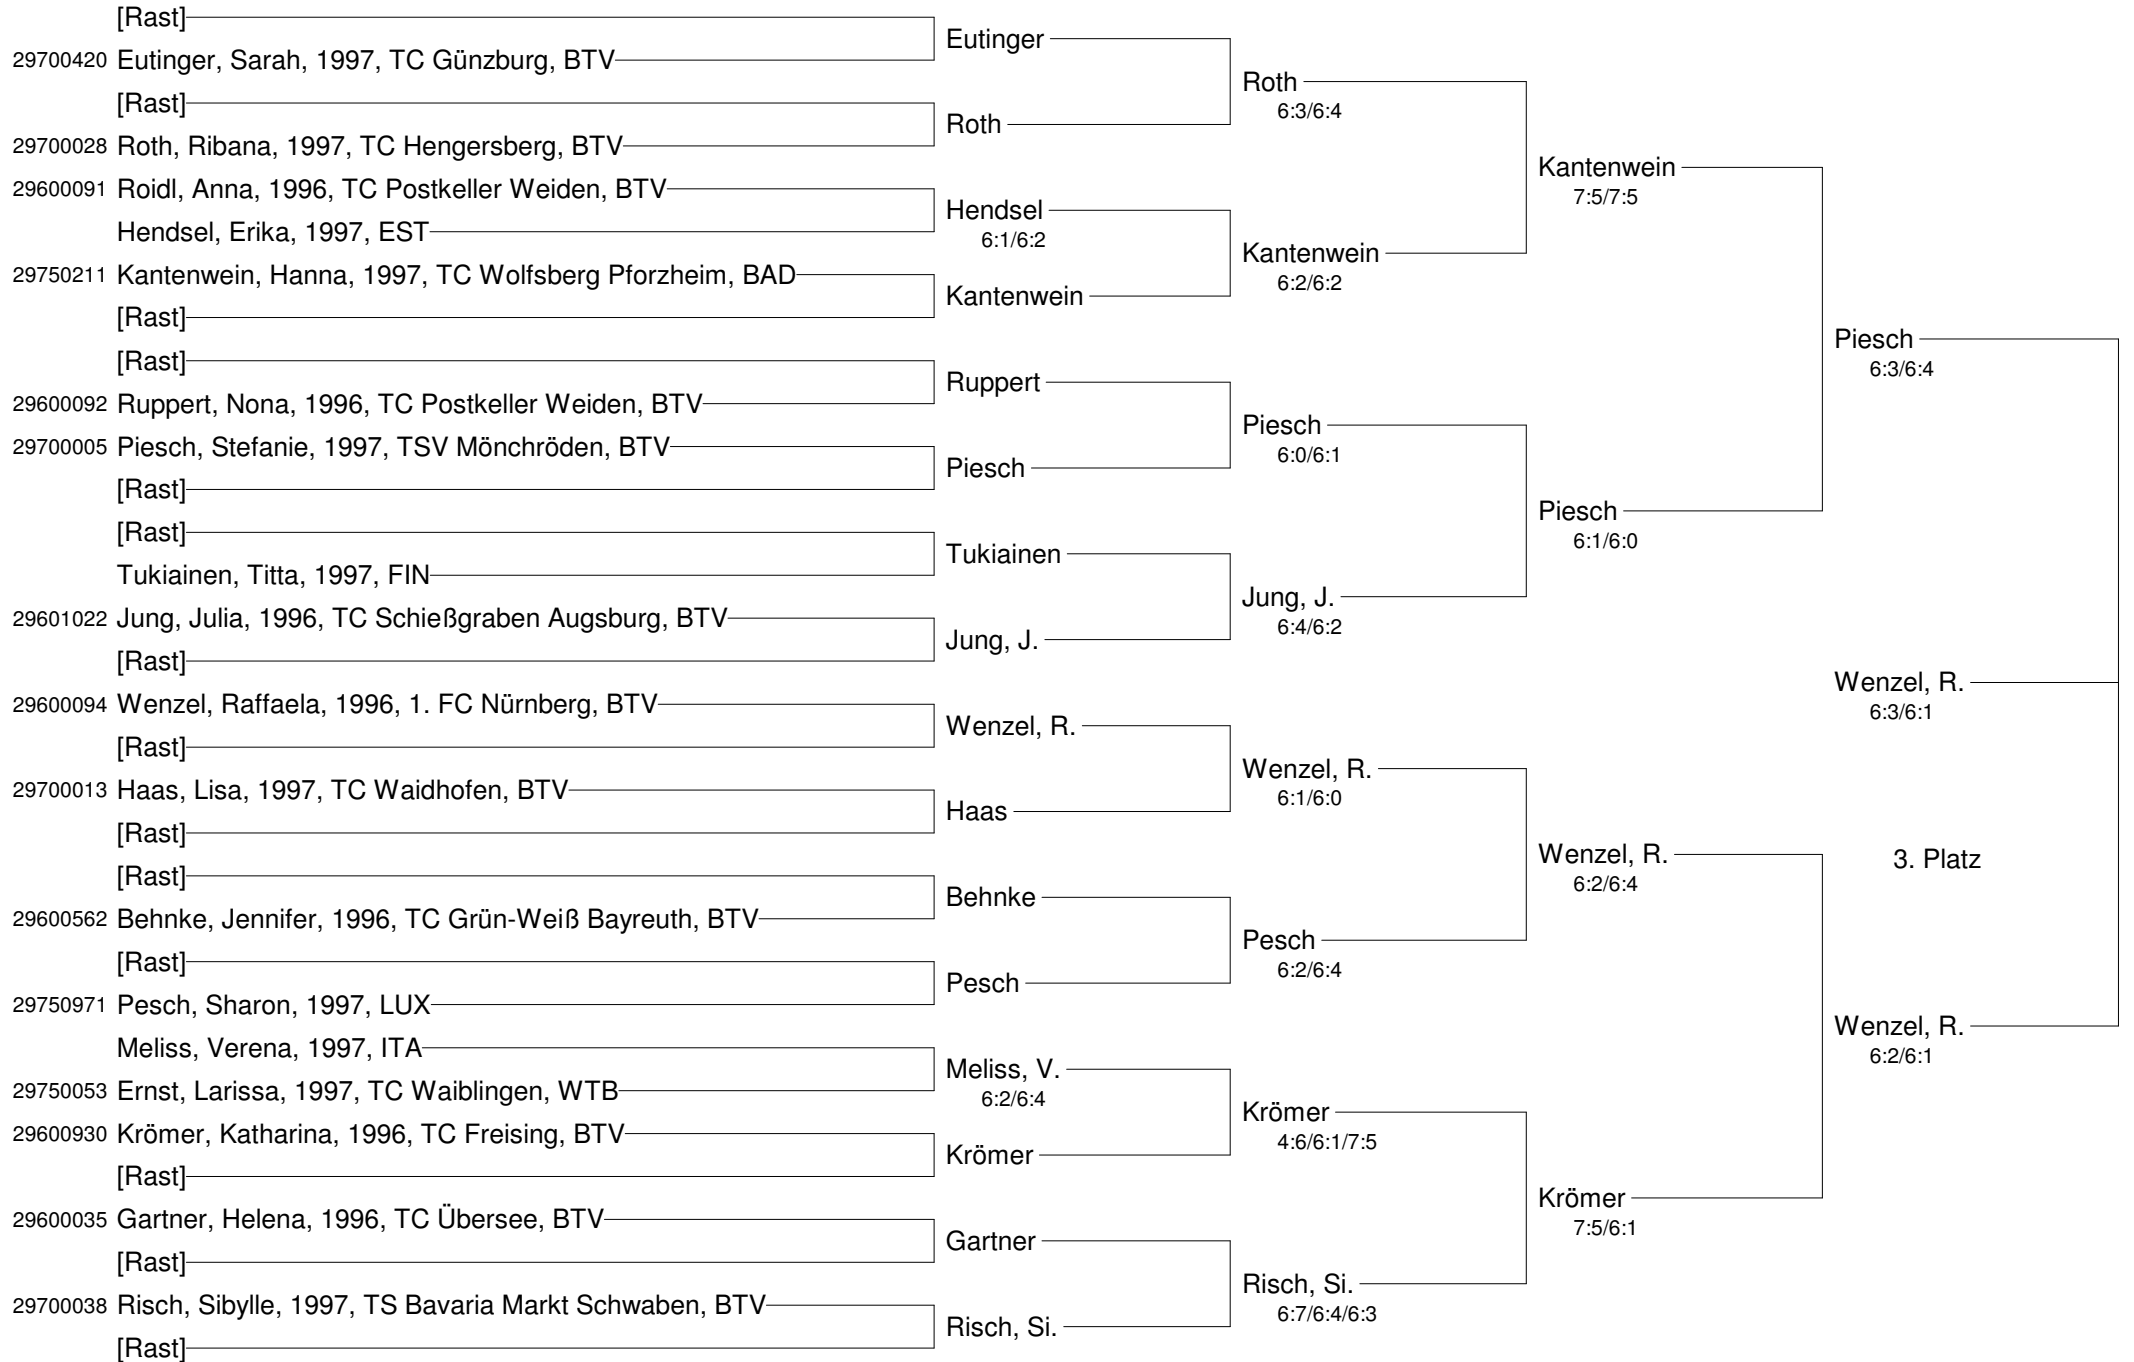 [Rast]
29700420 Eutinger, Sarah, 1997, TC Günzburg, BTV
[Rast]
29700028 Roth, Ribana, 1997, TC Hengersberg, BTV
29600091 Roidl, Anna, 1996, TC Postkeller Weiden, BTV
Hendsel, Erika, 1997, EST
29750211 Kantenwein, Hanna, 1997, TC Wolfsberg Pforzheim, BAD
[Rast]
[Rast]
29600092 Ruppert, Nona, 1996, TC Postkeller Weiden, BTV
29700005 Piesch, Stefanie, 1997, TSV Mönchröden, BTV
[Rast]
[Rast]
Tukiainen, Titta, 1997, FIN
29601022 Jung, Julia, 1996, TC Schießgraben Augsburg, BTV
[Rast]
29600094 Wenzel, Raffaela, 1996, 1. FC Nürnberg, BTV
[Rast]
29700013 Haas, Lisa, 1997, TC Waidhofen, BTV
[Rast]
[Rast]
29600562 Behnke, Jennifer, 1996, TC Grün-Weiß Bayreuth, BTV
[Rast]
29750971 Pesch, Sharon, 1997, LUX
Meliss, Verena, 1997, ITA
29750053 Ernst, Larissa, 1997, TC Waiblingen, WTB
29600930 Krömer, Katharina, 1996, TC Freising, BTV
[Rast]
29600035 Gartner, Helena, 1996, TC Übersee, BTV
[Rast]
29700038 Risch, Sibylle, 1997, TS Bavaria Markt Schwaben, BTV
[Rast]
Eutinger
Roth
Hendsel
6:1/6:2
Kantenwein
Ruppert
Piesch
Tukiainen
Jung, J.
Wenzel, R.
Haas
Behnke
Pesch
Meliss, V.
6:2/6:4
Krömer
Gartner
Risch, Si.
Roth
6:3/6:4
Kantenwein
6:2/6:2
Piesch
6:0/6:1
Jung, J.
6:4/6:2
Wenzel, R.
6:1/6:0
Pesch
6:2/6:4
Krömer
4:6/6:1/7:5
Risch, Si.
6:7/6:4/6:3
Kantenwein
7:5/7:5
Piesch
6:1/6:0
Wenzel, R.
6:2/6:4
Krömer
7:5/6:1
Piesch
6:3/6:4
Wenzel, R.
6:3/6:1
3. Platz
Wenzel, R.
6:2/6:1